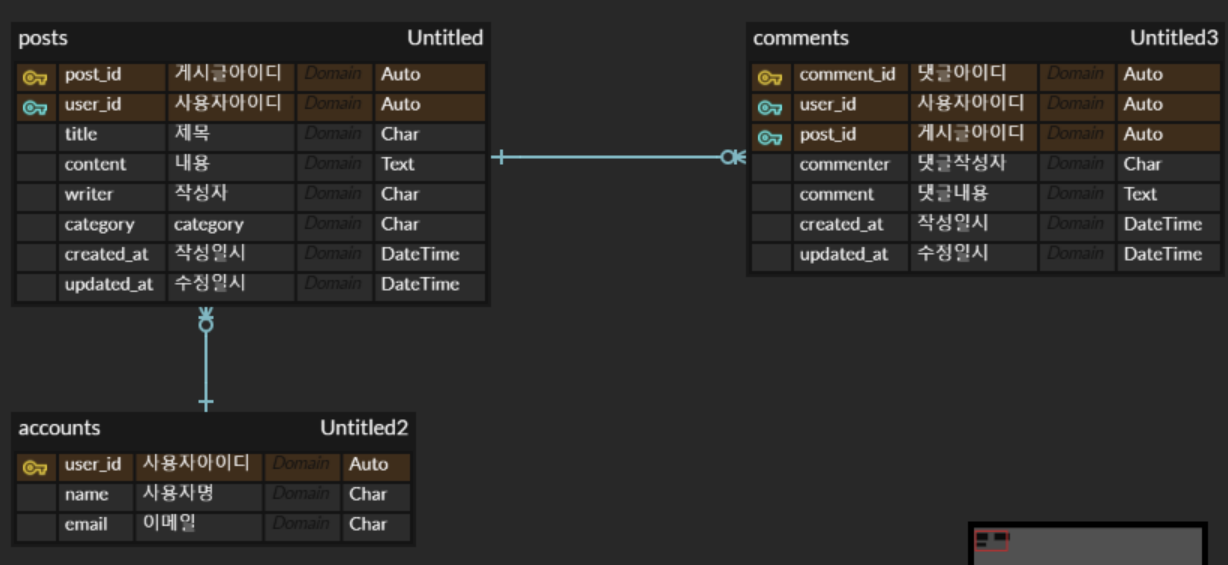 posts Untitled
post_id 게시글아이디 Domain Auto
user_id 사용자아이디 Domain Auto
title 제목 Domain Char
content 내용 Domain Text
writer 작성자 Domain Char
category category Domain Char
created_at 작성일시 Domain DateTime
updated_at 수정일시 Domain DateTime
comments Untitled3
comment_id 댓글아이디 Domain Auto
user_id 사용자아이디 Domain Auto
post_id 게시글아이디 Domain Auto
commenter 댓글작성자 Domain Char
comment 댓글내용 Domain Text
created_at 작성일시 Domain DateTime
updated_at 수정일시 Domain DateTime
accounts Untitled2
user_id 사용자아이디 Domain Auto
name 사용자명 Domain Char
email 이메일 Domain Char